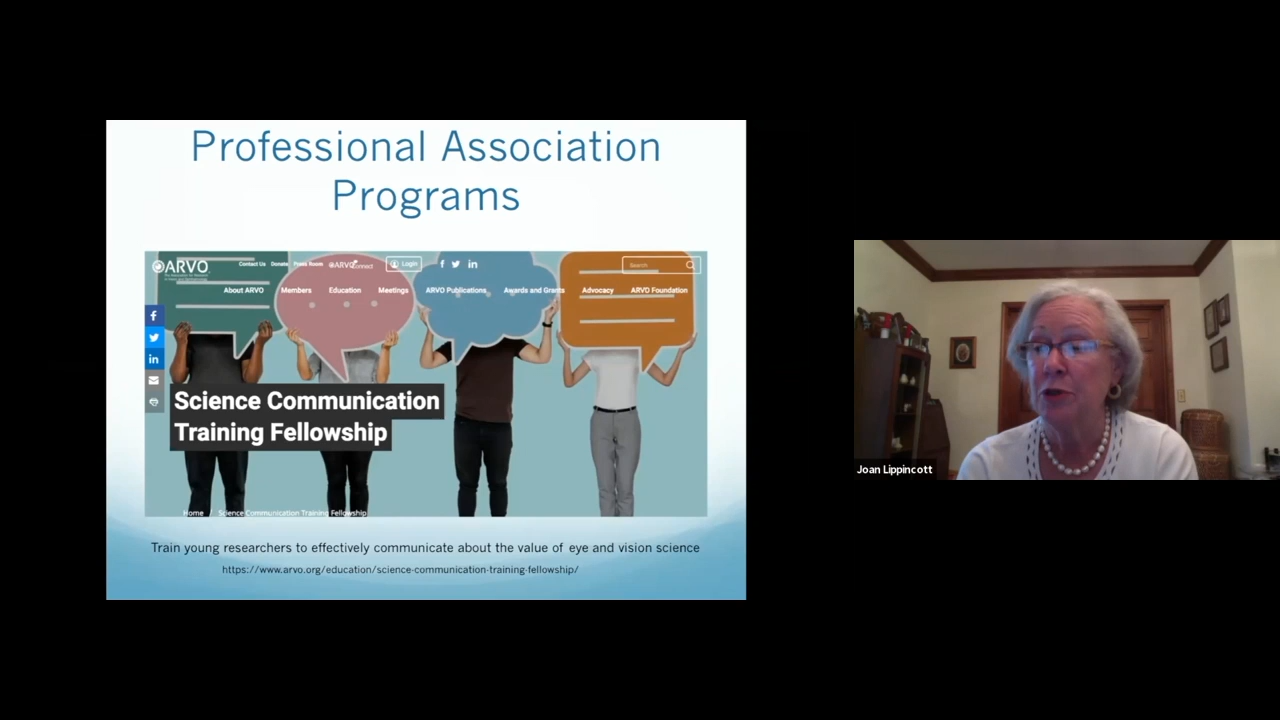 Professional Association
Programs
ARVO
Contact Us Donate Press Room ARVOconnect Login f in Search
About ARVO Members Education Meetings ARVO Publications Awards and Grants Advocacy ARVO Foundation
Science Communication
Training Fellowship
Home / Science Communication Training Fellowship
Train young researchers to effectively communicate about the value of eye and vision science
https://www.arvo.org/education/science-communication-training-fellowship/
Joan Lippincott